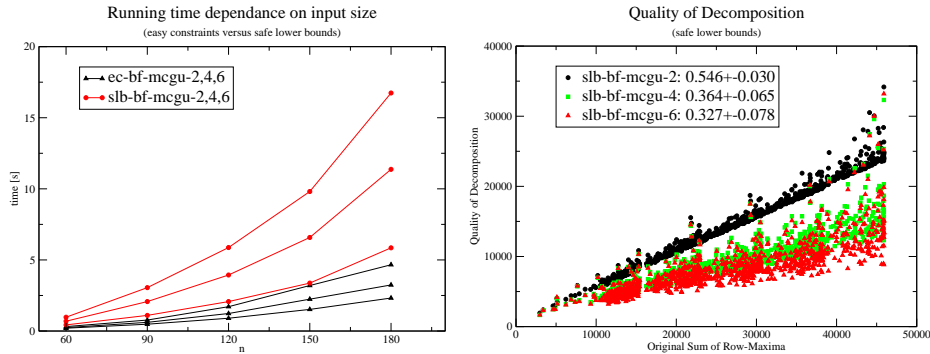 Running time dependance on input size
(easy constraints versus safe lower bounds)
20
15
10
5
0
time [s]
ec-bf-mcgu-2,4,6
slb-bf-mcgu-2,4,6
60
90
120
150
180
n
Quality of Decomposition
(safe lower bounds)
40000
30000
20000
10000
0
Quality of Decomposition
slb-bf-mcgu-2: 0.546+-0.030
slb-bf-mcgu-4: 0.364+-0.065
slb-bf-mcgu-6: 0.327+-0.078
0
10000
20000
30000
40000
50000
Original Sum of Row-Maxima